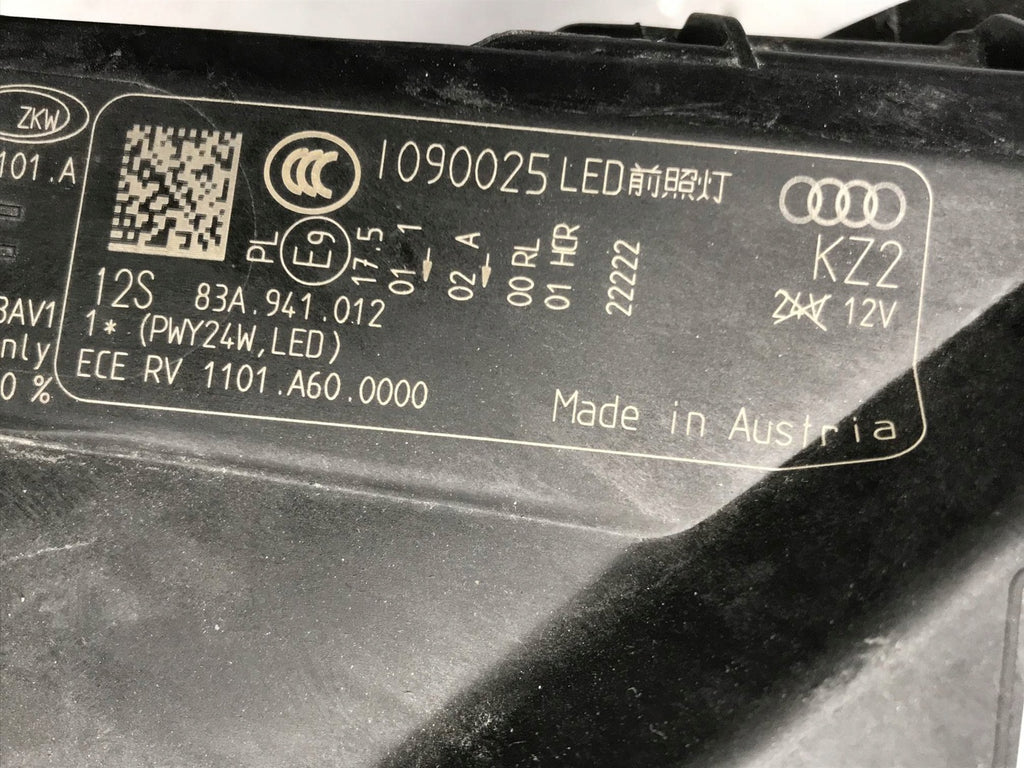 ZKW
101.A
CCC
1090025 LED前照灯
PL
E9
17.5
01 1
02 A
00 RL
01 HCR
22222
KZ2
24V 12V
12S 83A.941.012
3AV1
1* (PWY24W,LED)
nly
ECE RV 1101.A60.0000
0 %
Made in Austria